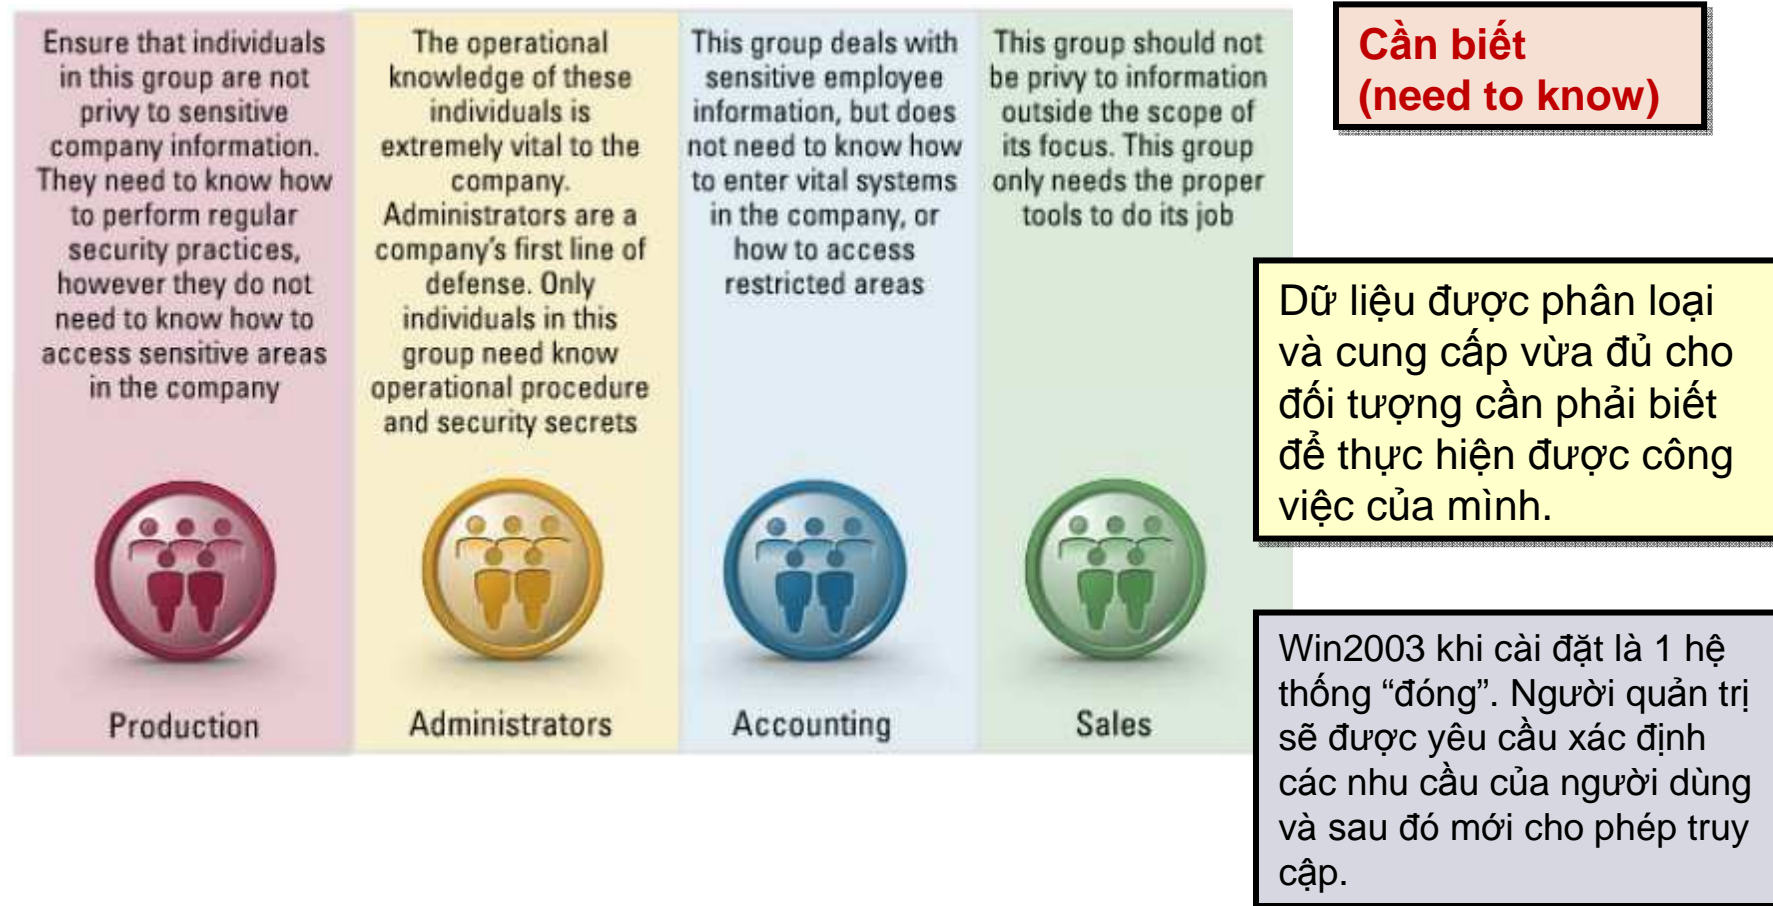 Ensure that individuals
in this group are not
privy to sensitive
company information.
They need to know how
to perform regular
security practices,
however they do not
need to know how to
access sensitive areas
in the company
Production
The operational
knowledge of these
individuals is
extremely vital to the
company.
Administrators are a
company's first line of
defense. Only
individuals in this
group need know
operational procedure
and security secrets
Administrators
This group deals with
sensitive employee
information, but does
not need to know how
to enter vital systems
in the company, or
how to access
restricted areas
Accounting
This group should not
be privy to information
outside the scope of
its focus. This group
only needs the proper
tools to do its job
Sales
Cần biết
(need to know)
Dữ liệu được phân loại
và cung cấp vừa đủ cho
đối tượng cần phải biết
để thực hiện được công
việc của mình.
Win2003 khi cài đặt là 1 hệ
thống “đóng”. Người quản trị
sẽ được yêu cầu xác định
các nhu cầu của người dùng
và sau đó mới cho phép truy
cập.